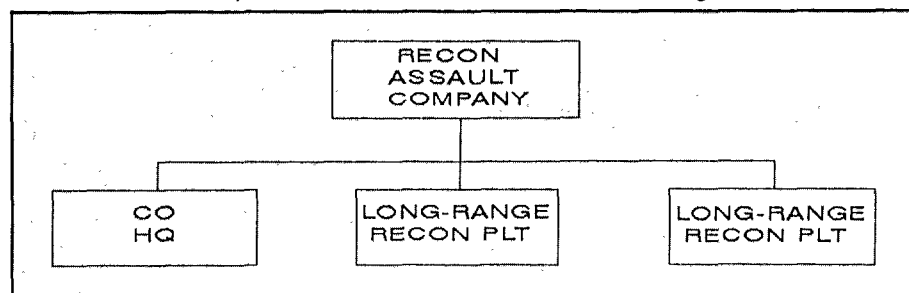 RECON
ASSAULT
COMPANY
CO
HQ
LONG-RANGE
RECON PLT
LONG-RANGE
RECON PLT